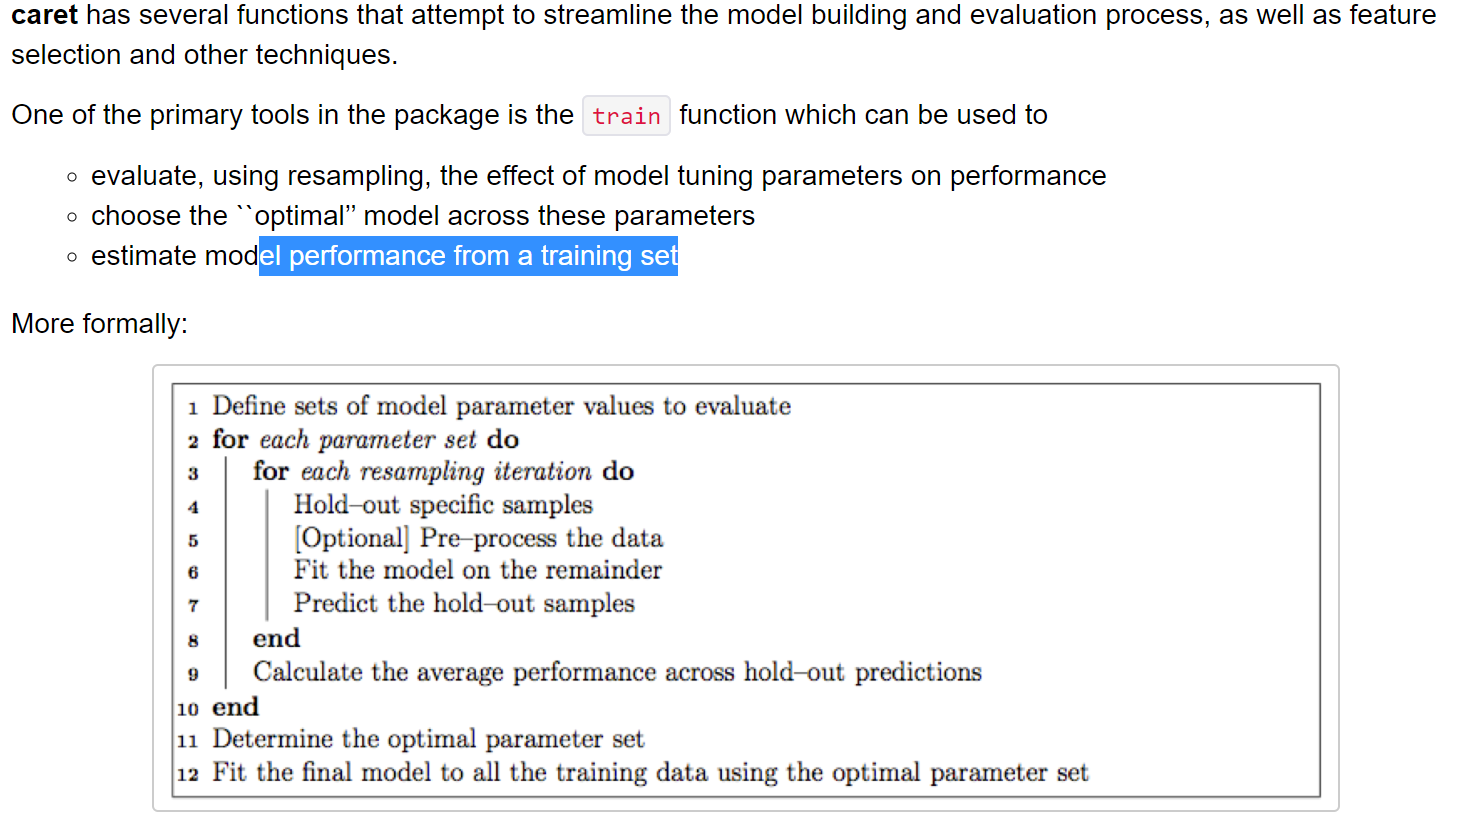 caret has several functions that attempt to streamline the model building and evaluation process, as well as feature
selection and other techniques.
One of the primary tools in the package is the train function which can be used to
evaluate, using resampling, the effect of model tuning parameters on performance
choose the ``optimal” model across these parameters
estimate model performance from a training set
More formally:
1 Define sets of model parameter values to evaluate
2 for each parameter set do
3 for each resampling iteration do
4 Hold–out specific samples
5 [Optional] Pre–process the data
6 Fit the model on the remainder
7 Predict the hold–out samples
8 end
9 Calculate the average performance across hold–out predictions
10 end
11 Determine the optimal parameter set
12 Fit the final model to all the training data using the optimal parameter set